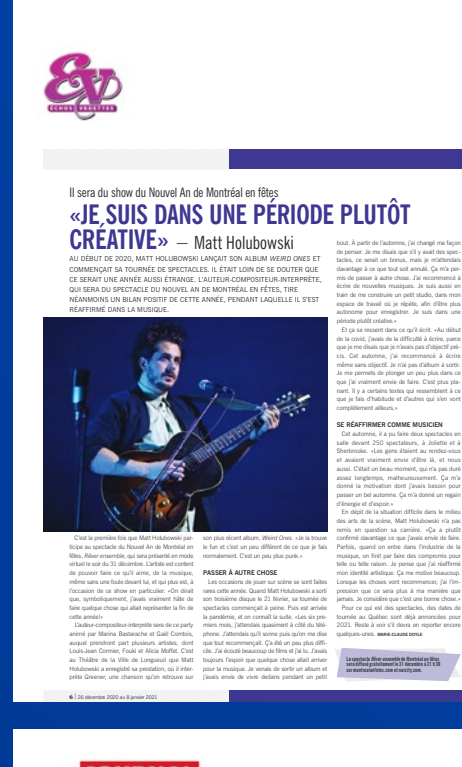 EV
ÉCHOS VEDETTES
Il sera du show du Nouvel An de Montréal en fêtes
«JE SUIS DANS UNE PÉRIODE PLUTÔT
CRÉATIVE» — Matt Holubowski
AU DÉBUT DE 2020, MATT HOLUBOWSKI LANÇAIT SON ALBUM WEIRD ONES ET
COMMENÇAIT SA TOURNÉE DE SPECTACLES. IL ÉTAIT LOIN DE SE DOUTER QUE
CE SERAIT UNE ANNÉE AUSSI ÉTRANGE. L'AUTEUR-COMPOSITEUR-INTERPRÈTE,
QUI SERA DU SPECTACLE DU NOUVEL AN DE MONTRÉAL EN FÊTES, TIRE
NÉANMOINS UN BILAN POSITIF DE CETTE ANNÉE, PENDANT LAQUELLE IL S'EST
RÉAFFIRMÉ DANS LA MUSIQUE.
C'est la première fois que Matt Holubowski par-
ticipe au spectacle du Nouvel An de Montréal en
fêtes, Rêver ensemble, qui sera présenté en mode
virtuel le soir du 31 décembre. L'artiste est content
de pouvoir faire ce qu'il aime, de la musique,
même sans une foule devant lui, et qui plus est, à
l'occasion de ce show en particulier. «On dirait
que, symboliquement, j'avais vraiment hâte de
faire quelque chose qui allait représenter la fin de
cette année!»
L'auteur-compositeur-interprète sera de ce party
animé par Marina Bastarache et Gaël Comtois,
auquel prendront part plusieurs artistes, dont
Louis-Jean Cormier, Fouki et Alicia Moffet. C'est
au Théâtre de la Ville de Longueuil que Matt
Holubowski a enregistré sa prestation, où il inter-
prète Greener, une chanson qu'on retrouve sur
son plus récent album, Weird Ones. «Je la trouve
le fun et c'est un peu différent de ce que je fais
normalement. C'est un peu plus punk.»
PASSER À AUTRE CHOSE
Les occasions de jouer sur scène se sont faites
rares cette année. Quand Matt Holubowski a sorti
son troisième disque le 21 février, sa tournée de
spectacles commençait à peine. Puis est arrivée
la pandémie, et on connaît la suite. «Les six pre-
miers mois, j'attendais quasiment à côté du télé-
phone. J'attendais qu'il sonne puis qu'on me dise
que tout recommençait. Ç'a été un peu plus diffi-
cile. J'ai écouté beaucoup de films et j'ai lu. J'avais
toujours l'espoir que quelque chose allait arriver
pour la musique. Je venais de sortir un album et
j'avais envie de vivre dedans pendant un petit
bout. À partir de l'automne, j'ai changé ma façon
de penser. Je me disais que s'il y avait des spec-
tacles, ce serait un bonus, mais je m'attendais
davantage à ce que tout soit annulé. Ça m'a per-
mis de passer à autre chose. J'ai recommencé à
écrire de nouvelles musiques. Je suis aussi en
train de me construire un petit studio, dans mon
espace de travail où je répète, afin d'être plus
autonome pour enregistrer. Je suis dans une
période plutôt créative.»
Et ça se ressent dans ce qu'il écrit. «Au début
de la covid, j'avais de la difficulté à écrire, parce
que je me disais que je n'avais pas d'objectif pré-
cis. Cet automne, j'ai recommencé à écrire
même sans objectif. Je n'ai pas d'album à sortir.
Je me permets de plonger un peu plus dans ce
que j'ai vraiment envie de faire. C'est plus plai-
sant. Il y a certains textes qui ressemblent à ce
que je fais d'habitude et d'autres qui s'en vont
complètement ailleurs.»
SE RÉAFFIRMER COMME MUSICIEN
Cet automne, il a pu faire deux spectacles en
salle devant 250 spectateurs, à Joliette et à
Sherbrooke. «Les gens étaient au rendez-vous
et avaient vraiment envie d'être là, et nous
aussi. C'était un beau moment, qui n'a pas duré
assez longtemps, malheureusement. Ça m'a
donné la motivation dont j'avais besoin pour
passer un bel automne. Ça m'a donné un regain
d'énergie et d'espoir.»
En dépit de la situation difficile dans le milieu
des arts de la scène, Matt Holubowski n'a pas
remis en question sa carrière. «Ça a plutôt
confirmé davantage ce que j'avais envie de faire.
Parfois, quand on entre dans l'industrie de la
musique, on finit par faire des compromis pour
telle ou telle raison. Je pense que j'ai réaffirmé
mon identité artistique. Ça me motive beaucoup.
Lorsque les choses vont recommencer, j'ai l'im-
pression que ce sera plus à ma manière que
jamais. Je considère que c'est une bonne chose.»
Pour ce qui est des spectacles, des dates de
tournée au Québec sont déjà annoncées pour
2021. Reste à voir s'il devra en reporter encore
quelques-unes. MARIE-CLAUDE DOYLE
Le spectacle Rêver ensemble de Montréal en fêtes
sera diffusé gratuitement le 31 décembre à 21 h 30
sur montrealenfetes.com et
6 | 26 décembre 2020 au 8 janvier 2021